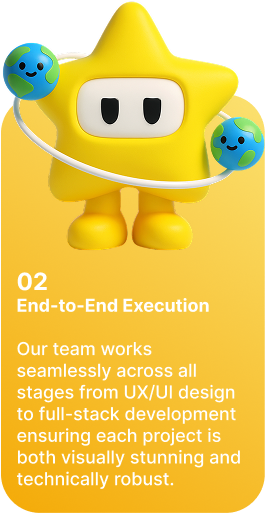 02
End-to-End Execution
Our team works
seamlessly across all
stages from UX/UI design
to full-stack development
ensuring each project is
both visually stunning and
technically robust.